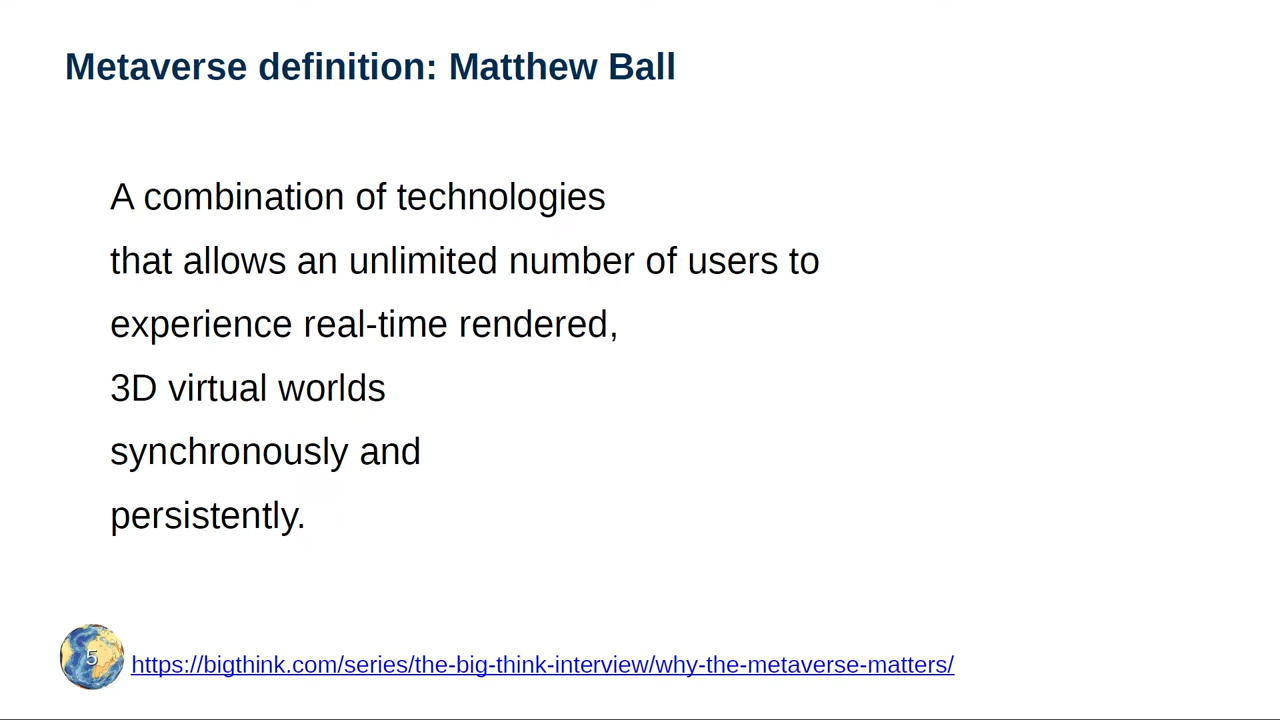 Metaverse definition: Matthew Ball
A combination of technologies
that allows an unlimited number of users to
experience real-time rendered,
3D virtual worlds
synchronously and
persistently.
5
https://bigthink.com/series/the-big-think-interview/why-the-metaverse-matters/